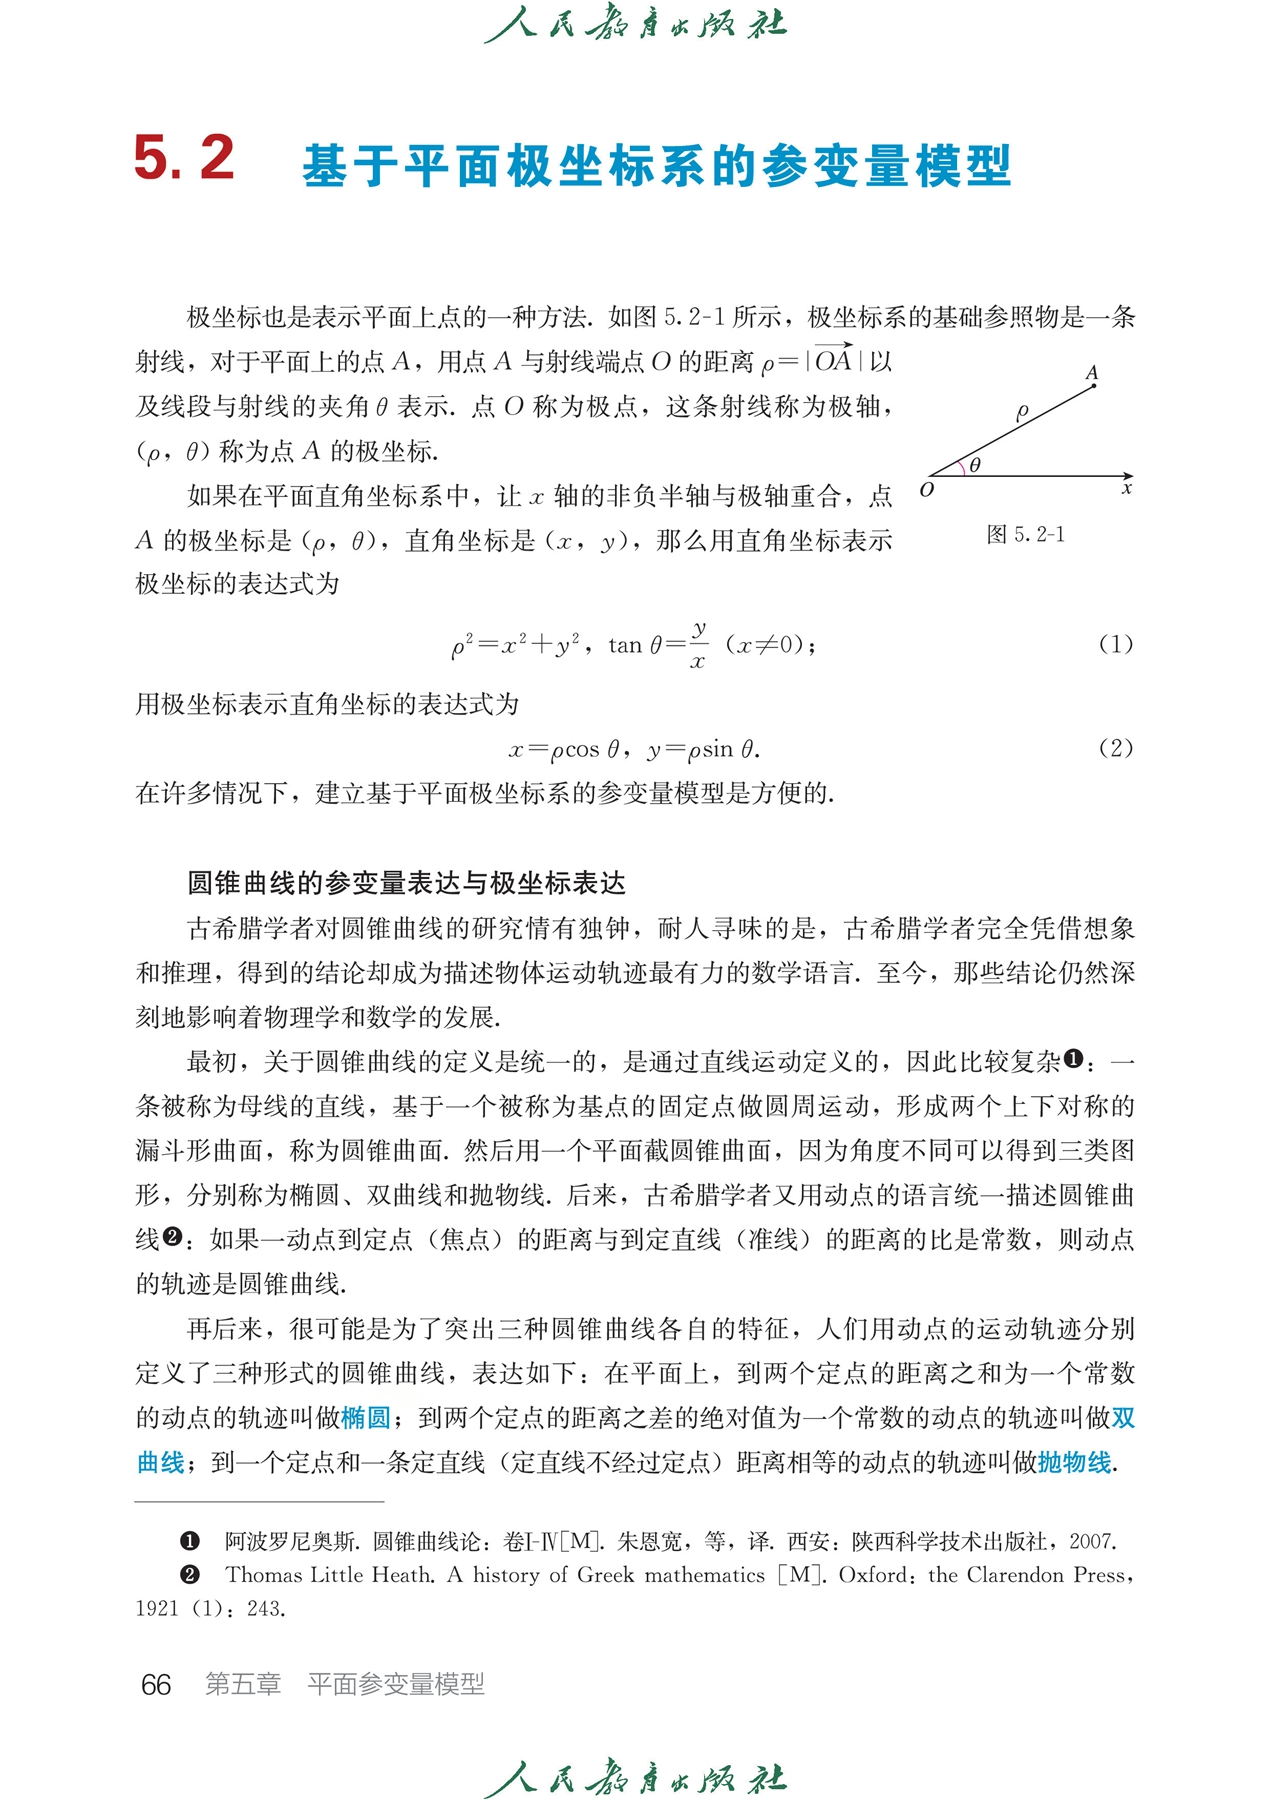 人民教育出版社
5.2 基于平面极坐标系的参变量模型
极坐标也是表示平面上点的一种方法. 如图 5.2-1 所示，极坐标系的基础参照物是一条
射线，对于平面上的点 A，用点 A 与射线端点 O 的距离 ρ=|OA|以
及线段与射线的夹角 θ 表示. 点 O 称为极点，这条射线称为极轴，
(ρ，θ) 称为点 A 的极坐标.
A
ρ
θ
O
x
图 5.2-1
如果在平面直角坐标系中，让 x 轴的非负半轴与极轴重合，点
A 的极坐标是 (ρ，θ)，直角坐标是 (x，y)，那么用直角坐标表示
极坐标的表达式为
ρ²=x²+y²，tan θ=y/x (x≠0)； (1)
用极坐标表示直角坐标的表达式为
x=ρcos θ，y=ρsin θ. (2)
在许多情况下，建立基于平面极坐标系的参变量模型是方便的.
圆锥曲线的参变量表达与极坐标表达
古希腊学者对圆锥曲线的研究情有独钟，耐人寻味的是，古希腊学者完全凭借想象
和推理，得到的结论却成为描述物体运动轨迹最有力的数学语言. 至今，那些结论仍然深
刻地影响着物理学和数学的发展.
最初，关于圆锥曲线的定义是统一的，是通过直线运动定义的，因此比较复杂❶：一
条被称为母线的直线，基于一个被称为基点的固定点做圆周运动，形成两个上下对称的
漏斗形曲面，称为圆锥曲面. 然后用一个平面截圆锥曲面，因为角度不同可以得到三类图
形，分别称为椭圆、双曲线和抛物线. 后来，古希腊学者又用动点的语言统一描述圆锥曲
线❷：如果一动点到定点（焦点）的距离与到定直线（准线）的距离的比是常数，则动点
的轨迹是圆锥曲线.
再后来，很可能是为了突出三种圆锥曲线各自的特征，人们用动点的运动轨迹分别
定义了三种形式的圆锥曲线，表达如下：在平面上，到两个定点的距离之和为一个常数
的动点的轨迹叫做椭圆；到两个定点的距离之差的绝对值为一个常数的动点的轨迹叫做双
曲线；到一个定点和一条定直线（定直线不经过定点）距离相等的动点的轨迹叫做抛物线.
❶ 阿波罗尼奥斯. 圆锥曲线论：卷I-Ⅳ[M]. 朱恩宽，等，译. 西安：陕西科学技术出版社，2007.
❷ Thomas Little Heath. A history of Greek mathematics [M]. Oxford: the Clarendon Press,
1921 (1): 243.
66 第五章 平面参变量模型
人民教育出版社